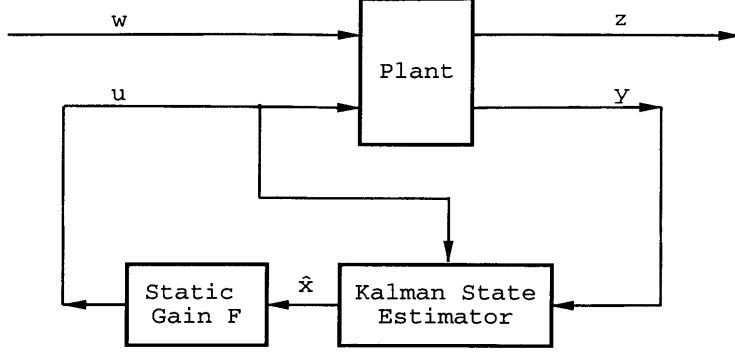 w
z
Plant
u
y
x̂
Static
Gain F
Kalman State
Estimator